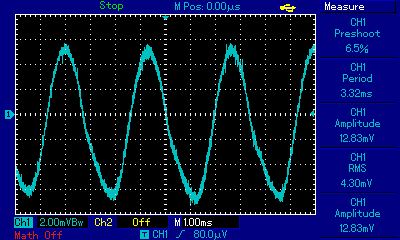 Stop M Pos: 0.00µs Measure
CH1
Preshoot
6.5%
CH1
Period
3.32ms
1
CH1
Amplitude
12.83mV
CH1
RMS
4.30mV
CH1
Amplitude
12.83mV
Ch1 2.00mVBw Ch2 Off M 1.00ms
Math Off T CH1 80.0µV